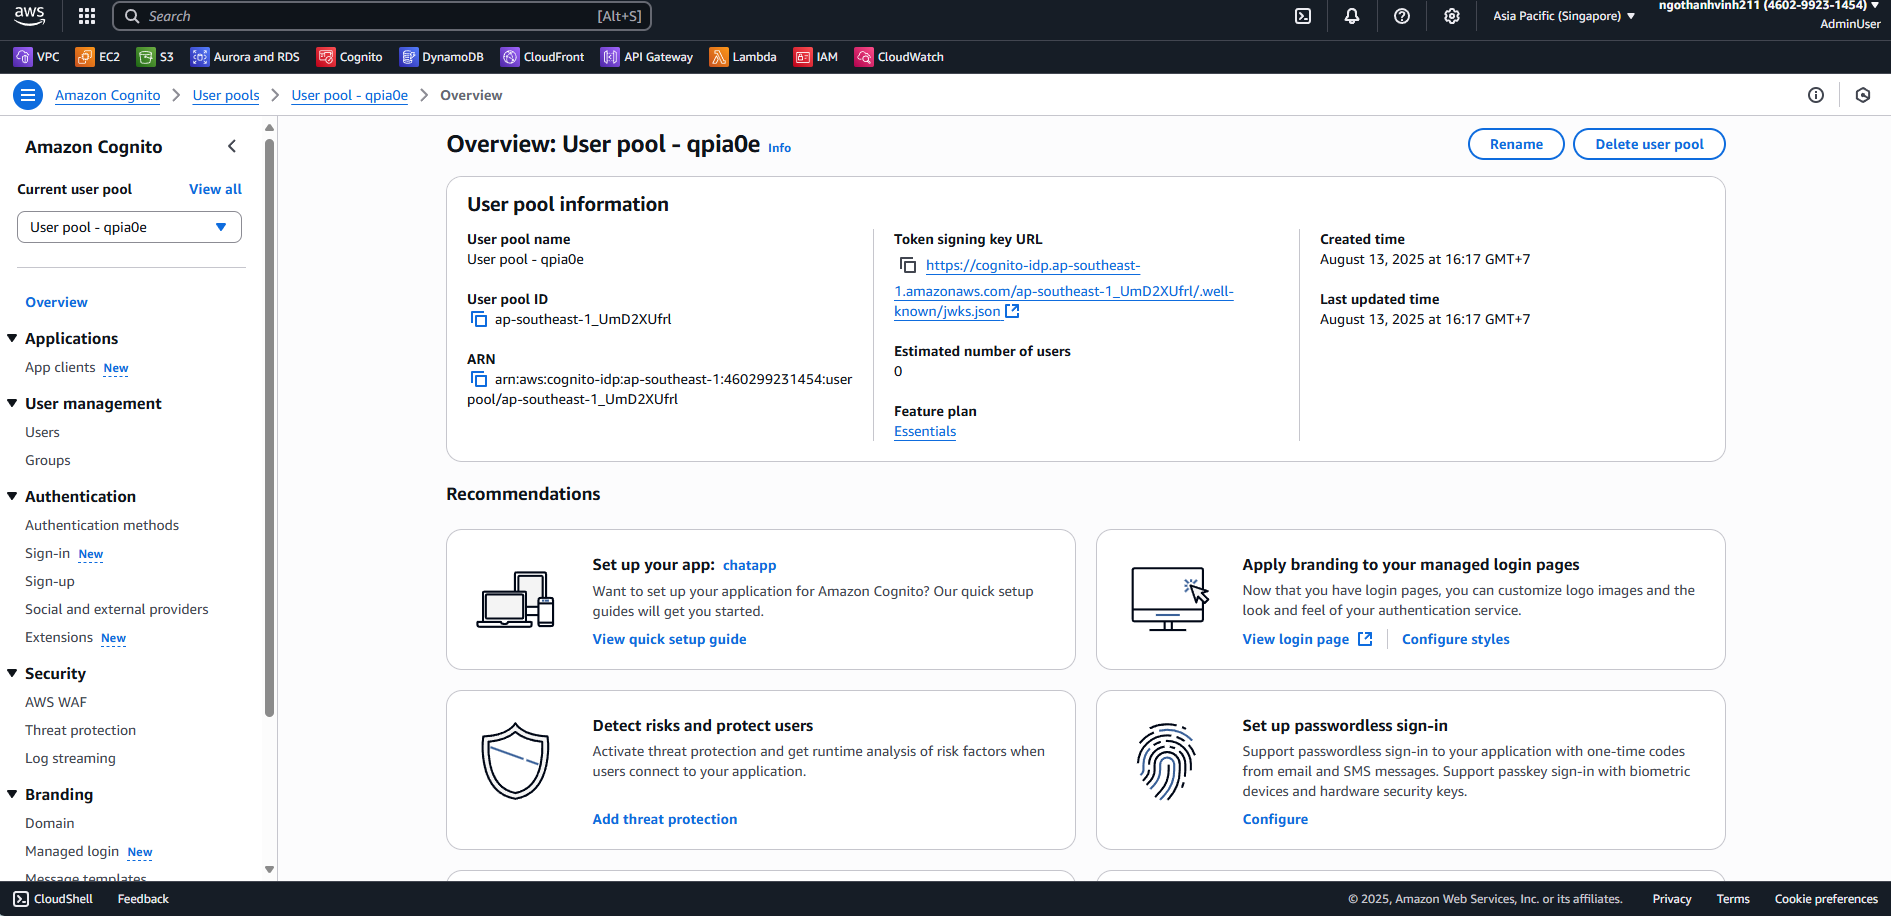 aws
Search [Alt+S]
Asia Pacific (Singapore)
ngothanhvinh211 (4602-9923-1454)
AdminUser
VPC EC2 S3 Aurora and RDS Cognito DynamoDB CloudFront API Gateway Lambda IAM CloudWatch
Amazon Cognito User pools User pool - qpia0e Overview
Amazon Cognito
Current user pool View all
User pool - qpia0e
Overview
Applications
App clients New
User management
Users
Groups
Authentication
Authentication methods
Sign-in New
Sign-up
Social and external providers
Extensions New
Security
AWS WAF
Threat protection
Log streaming
Branding
Domain
Managed login New
Message templates
Overview: User pool - qpia0e Info
Rename
Delete user pool
User pool information
User pool name
User pool - qpia0e
User pool ID
ap-southeast-1_UmD2XUfrl
ARN
arn:aws:cognito-idp:ap-southeast-1:460299231454:user
pool/ap-southeast-1_UmD2XUfrl
Token signing key URL
https://cognito-idp.ap-southeast-
1.amazonaws.com/ap-southeast-1_UmD2XUfrl/.well-
known/jwks.json
Estimated number of users
0
Feature plan
Essentials
Created time
August 13, 2025 at 16:17 GMT+7
Last updated time
August 13, 2025 at 16:17 GMT+7
Recommendations
Set up your app: chatapp
Want to set up your application for Amazon Cognito? Our quick setup
guides will get you started.
View quick setup guide
Apply branding to your managed login pages
Now that you have login pages, you can customize logo images and the
look and feel of your authentication service.
View login page Configure styles
Detect risks and protect users
Activate threat protection and get runtime analysis of risk factors when
users connect to your application.
Add threat protection
Set up passwordless sign-in
Support passwordless sign-in to your application with one-time codes
from email and SMS messages. Support passkey sign-in with biometric
devices and hardware security keys.
Configure
CloudShell Feedback
© 2025, Amazon Web Services, Inc. or its affiliates. Privacy Terms Cookie preferences